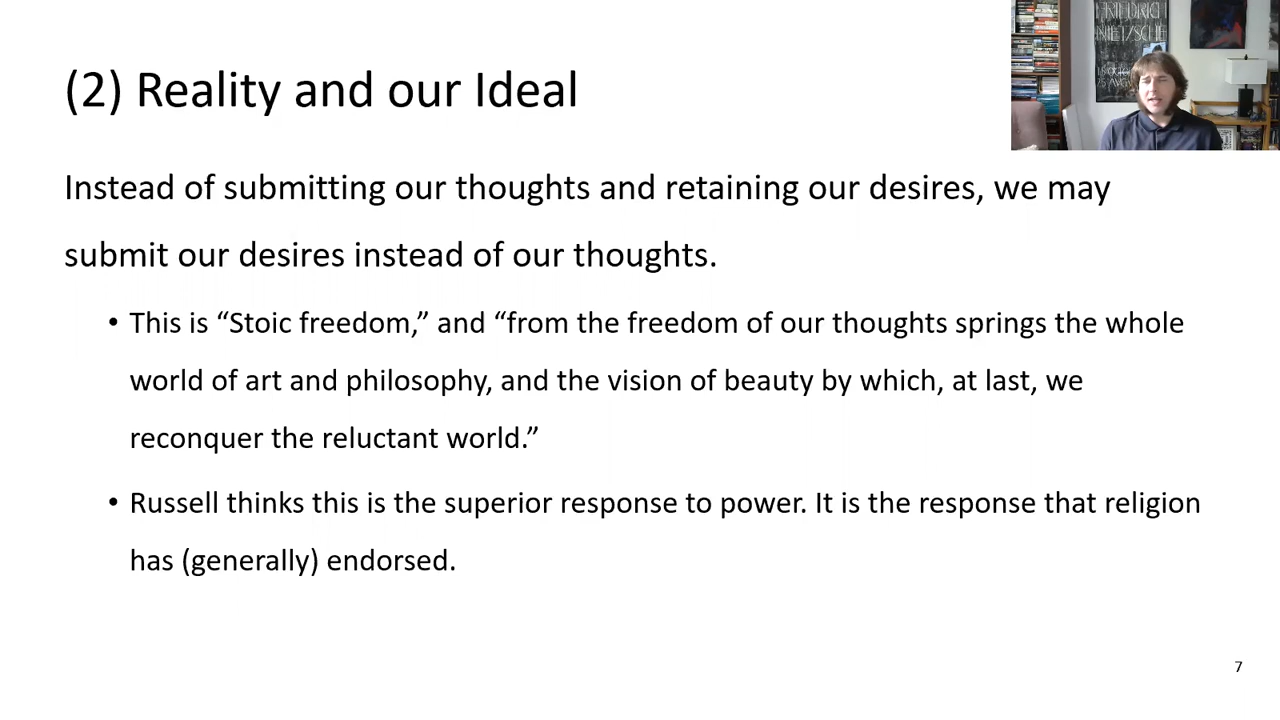 (2) Reality and our Ideal
FRIEDRICH
NIETZSCHE
Instead of submitting our thoughts and retaining our desires, we may
submit our desires instead of our thoughts.
• This is “Stoic freedom,” and “from the freedom of our thoughts springs the whole
world of art and philosophy, and the vision of beauty by which, at last, we
reconquer the reluctant world.”
• Russell thinks this is the superior response to power. It is the response that religion
has (generally) endorsed.
7